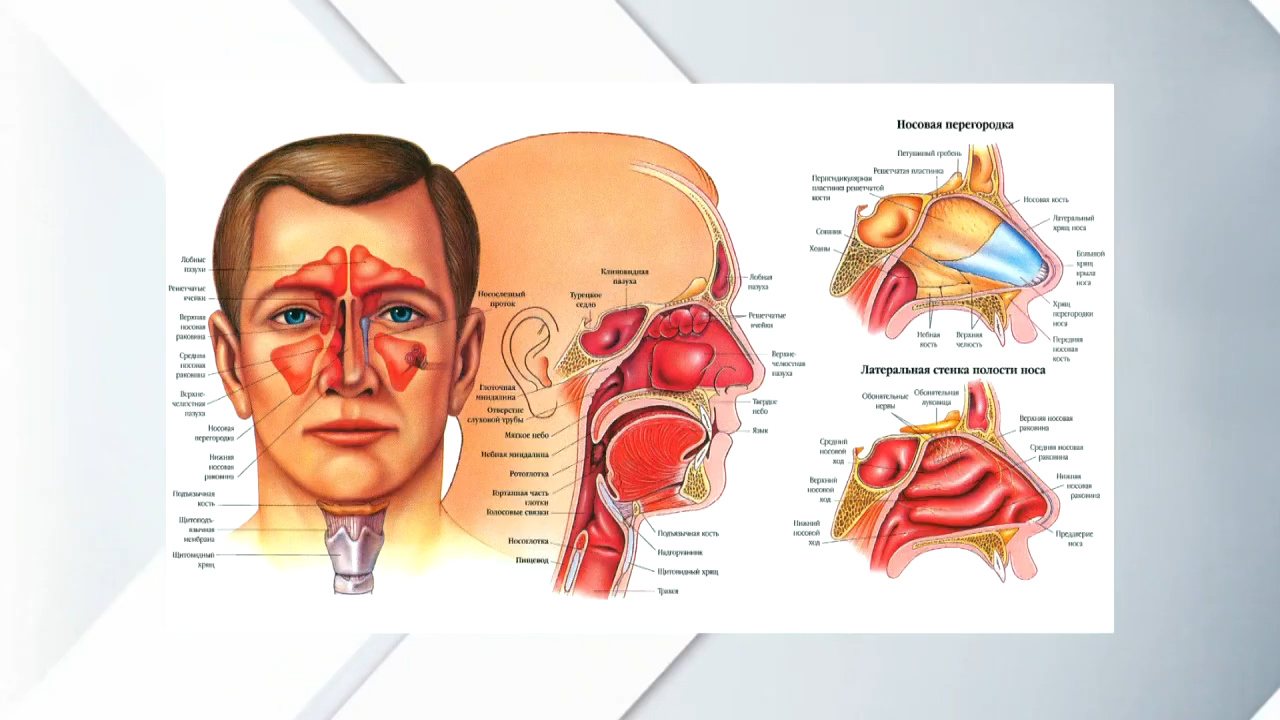 Лобные
пазухи
Решетчатые
ячейки
Верхняя
носовая
раковина
Средняя
носовая
раковина
Верхне-
челюстная
пазуха
Носовая
перегородка
Нижняя
носовая
раковина
Подъязычная
кость
Щитоподъ-
язычная
мембрана
Щитовидный
хрящ
Носослезный
проток
Турецкое
седло
Клиновидная
пазуха
Глоточная
миндалина
Отверстие
слуховой трубы
Мягкое небо
Небная миндалина
Ротоглотка
Гортанная часть
глотки
Голосовые связки
Носоглотка
Пищевод
Лобная
пазуха
Решетчатые
ячейки
Верхне-
челюстная
пазуха
Твердое
небо
Язык
Подъязычная кость
Надгортанник
Щитовидный хрящ
Трахея
Носовая перегородка
Петушиный гребень
Решетчатая пластинка
Перпендикулярная
пластинка решетчатой
кости
Сошник
Хоаны
Носовая кость
Латеральный
хрящ носа
Большой
хрящ
крыла
носа
Хрящ
перегородки
носа
Передняя
носовая
кость
Небная
кость
Верхняя
челюсть
Латеральная стенка полости носа
Обонятельные
нервы
Обонятельная
луковица
Средний
носовой
ход
Верхний
носовой
ход
Нижний
носовой
ход
Верхняя носовая
раковина
Средняя носовая
раковина
Нижняя
носовая
раковина
Преддверие
носа